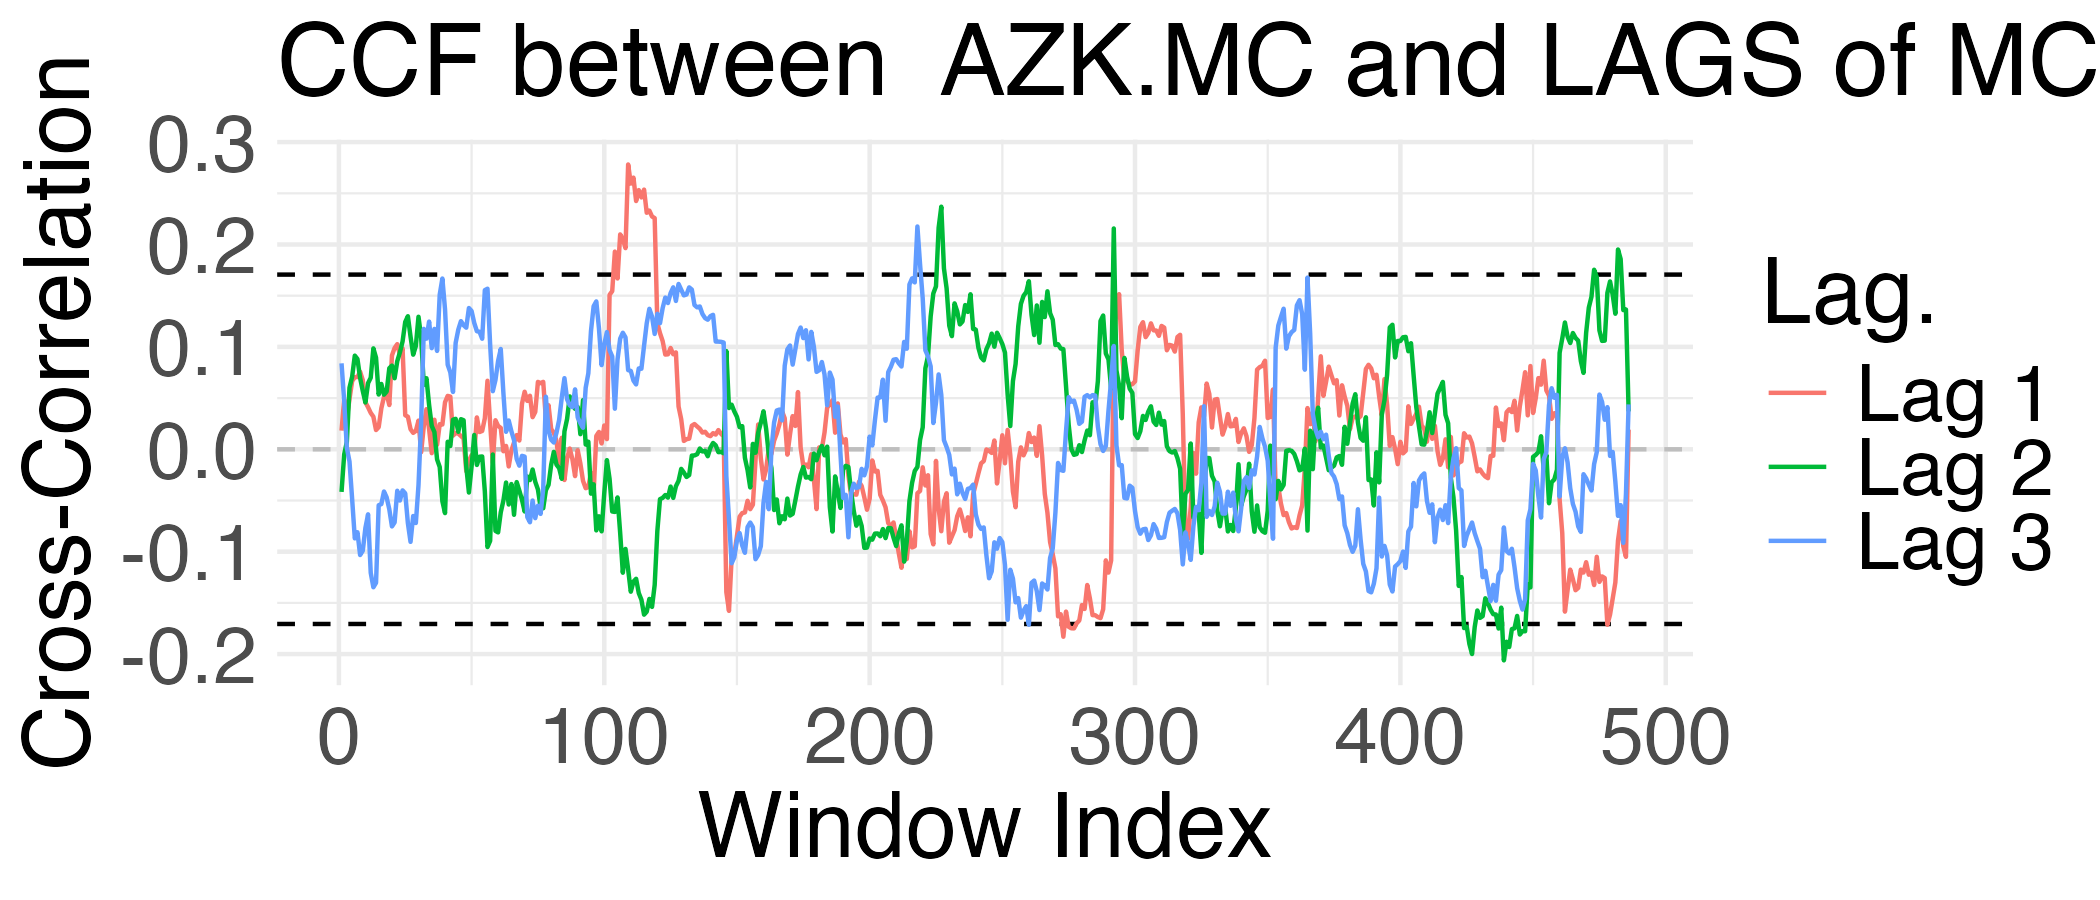 CCF between  AZK.MC and LAGS of MC
Cross-Correlation
0.3
0.2
0.1
0.0
-0.1
-0.2
0 100 200 300 400 500
Window Index
Lag.
Lag 1
Lag 2
Lag 3